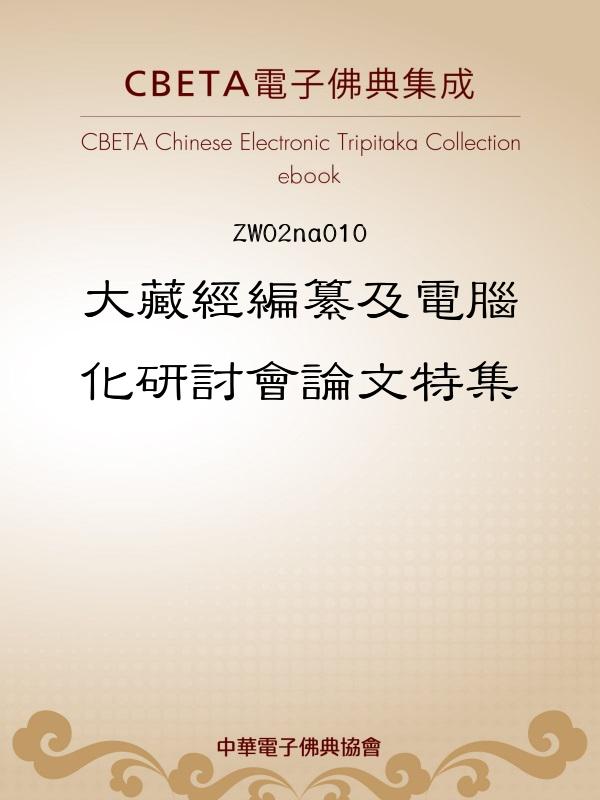 CBETA電子佛典集成
CBETA Chinese Electronic Tripitaka Collection
ebook
ZW02na010
大藏經編纂及電腦
化研討會論文特集
中華電子佛典協會